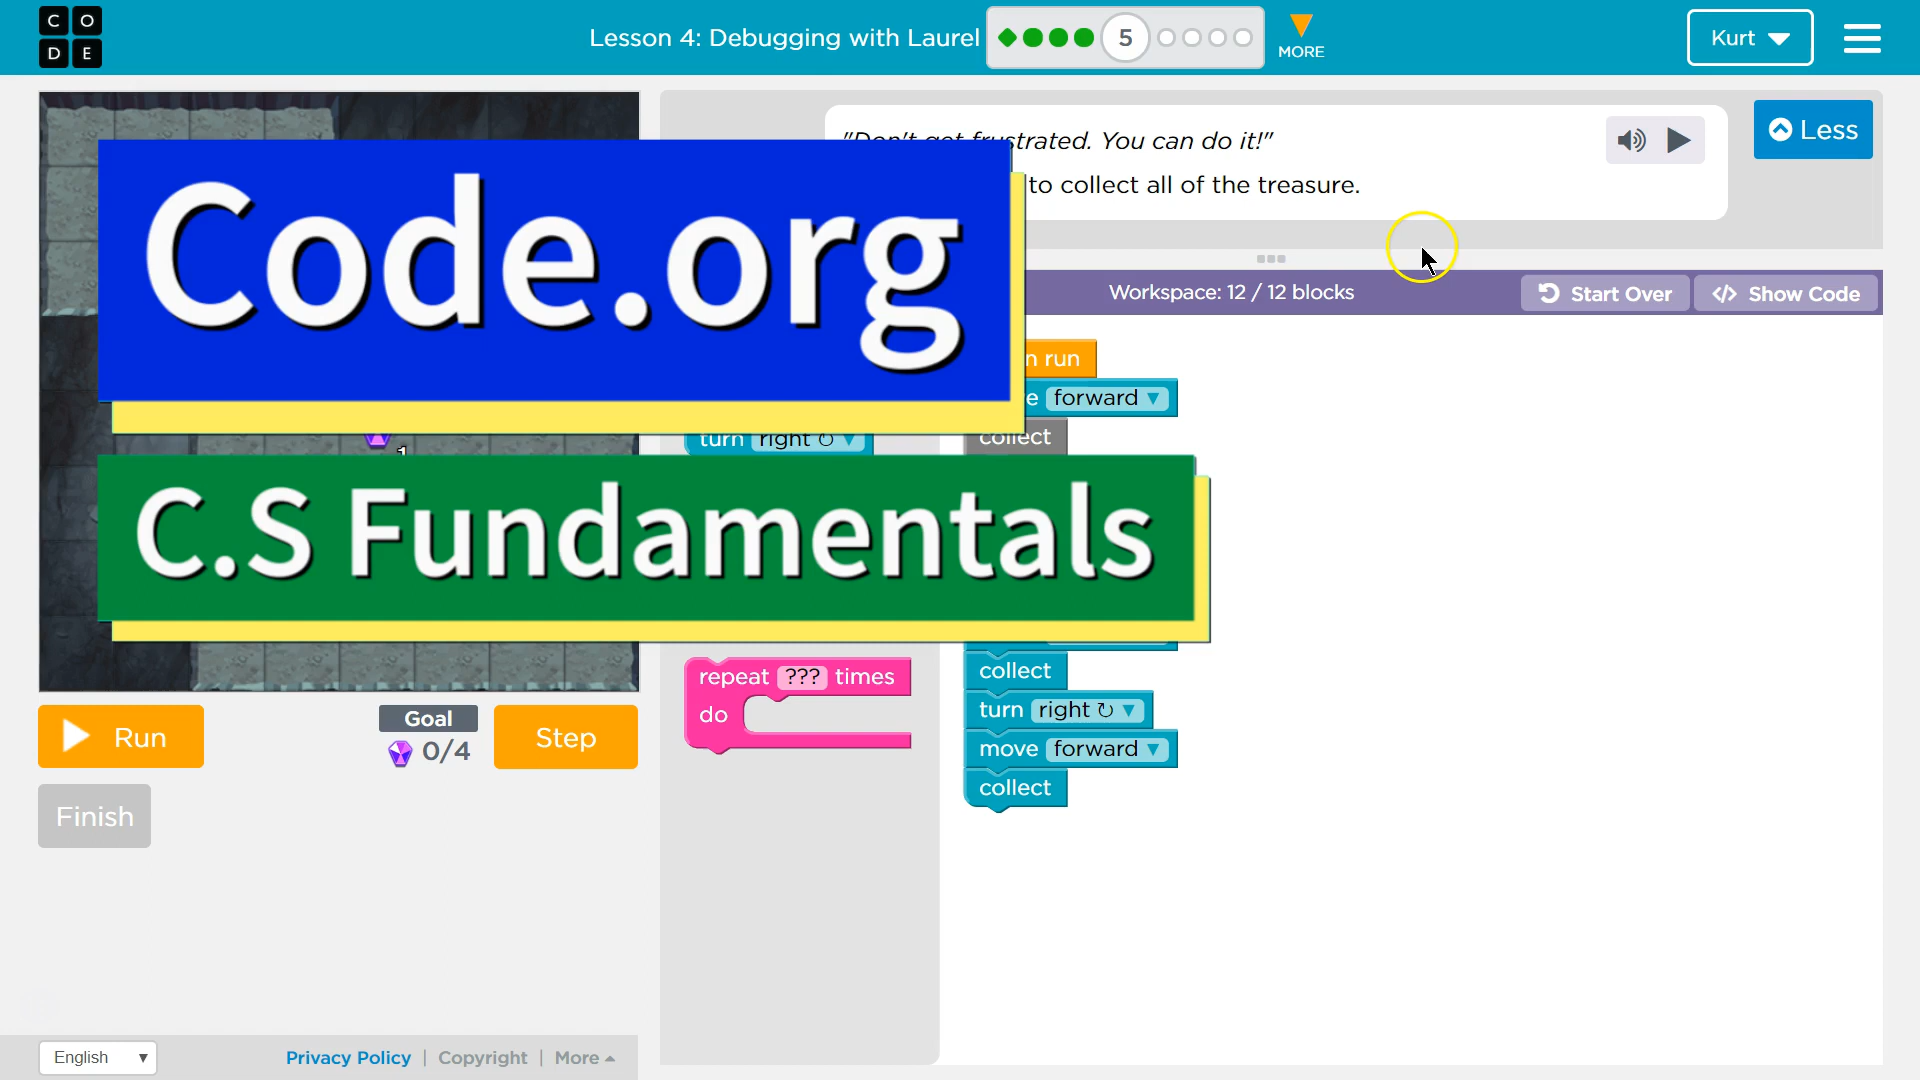 C O
D E
Lesson 4: Debugging with Laurel
5
MORE
Kurt
"Don't get frustrated. You can do it!"
to collect all of the treasure.
Less
Code.org
Workspace: 12 / 12 blocks
Start Over
Show Code
n run
e forward
turn right
collect
1
C.S Fundamentals
repeat ??? times
do
collect
turn right
move forward
collect
Run
Goal
0/4
Step
Finish
English
Privacy Policy | Copyright | More